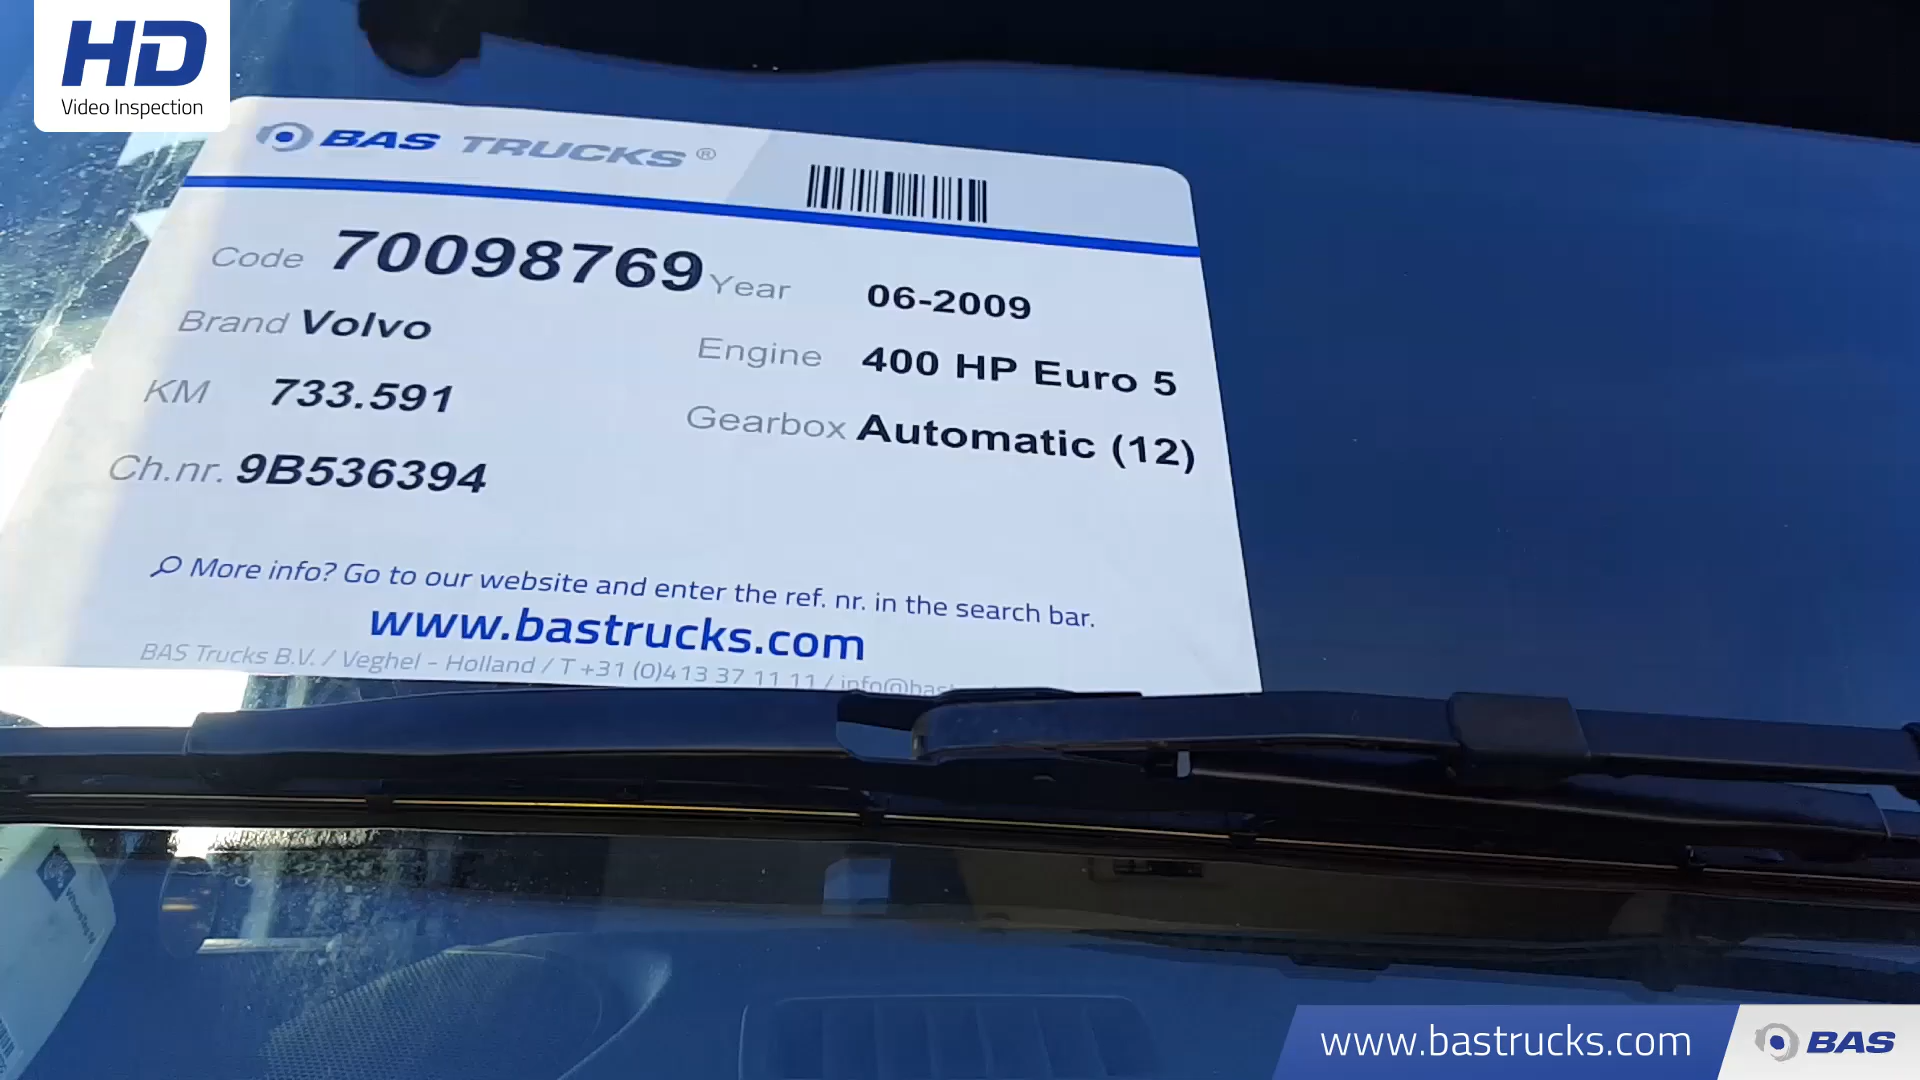 HD
Video Inspection
BAS TRUCKS®
Code 70098769
Year 06-2009
Brand Volvo
Engine 400 HP Euro 5
KM 733.591
Gearbox Automatic (12)
Ch.nr. 9B536394
More info? Go to our website and enter the ref. nr. in the search bar.
www.bastrucks.com
BAS Trucks B.V. / Veghel - Holland / T +31 (0)413 37 11 11 / info@bas
www.bastrucks.com
BAS